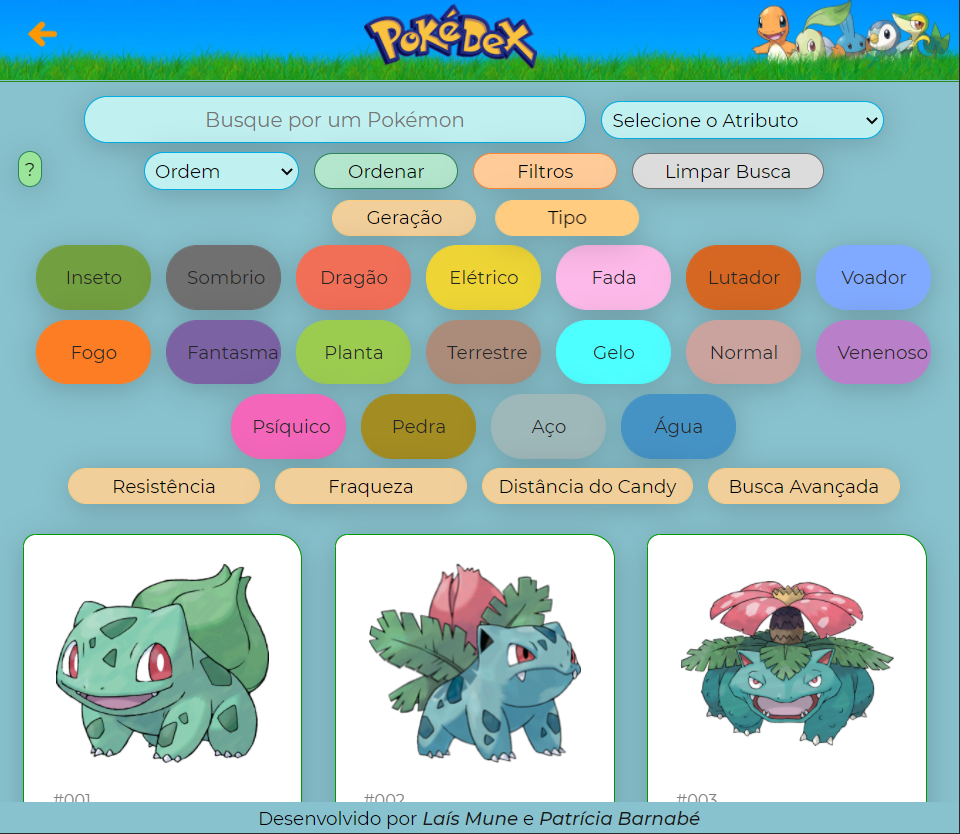 PoKéDeX
Busque por um Pokémon
Selecione o Atributo
?
Ordem
Ordenar
Filtros
Limpar Busca
Geração
Tipo
Inseto
Sombrio
Dragão
Elétrico
Fada
Lutador
Voador
Fogo
Fantasma
Planta
Terrestre
Gelo
Normal
Venenoso
Psíquico
Pedra
Aço
Água
Resistência
Fraqueza
Distância do Candy
Busca Avançada
#001
#002
#003
Desenvolvido por Laís Mune e Patrícia Barnabé